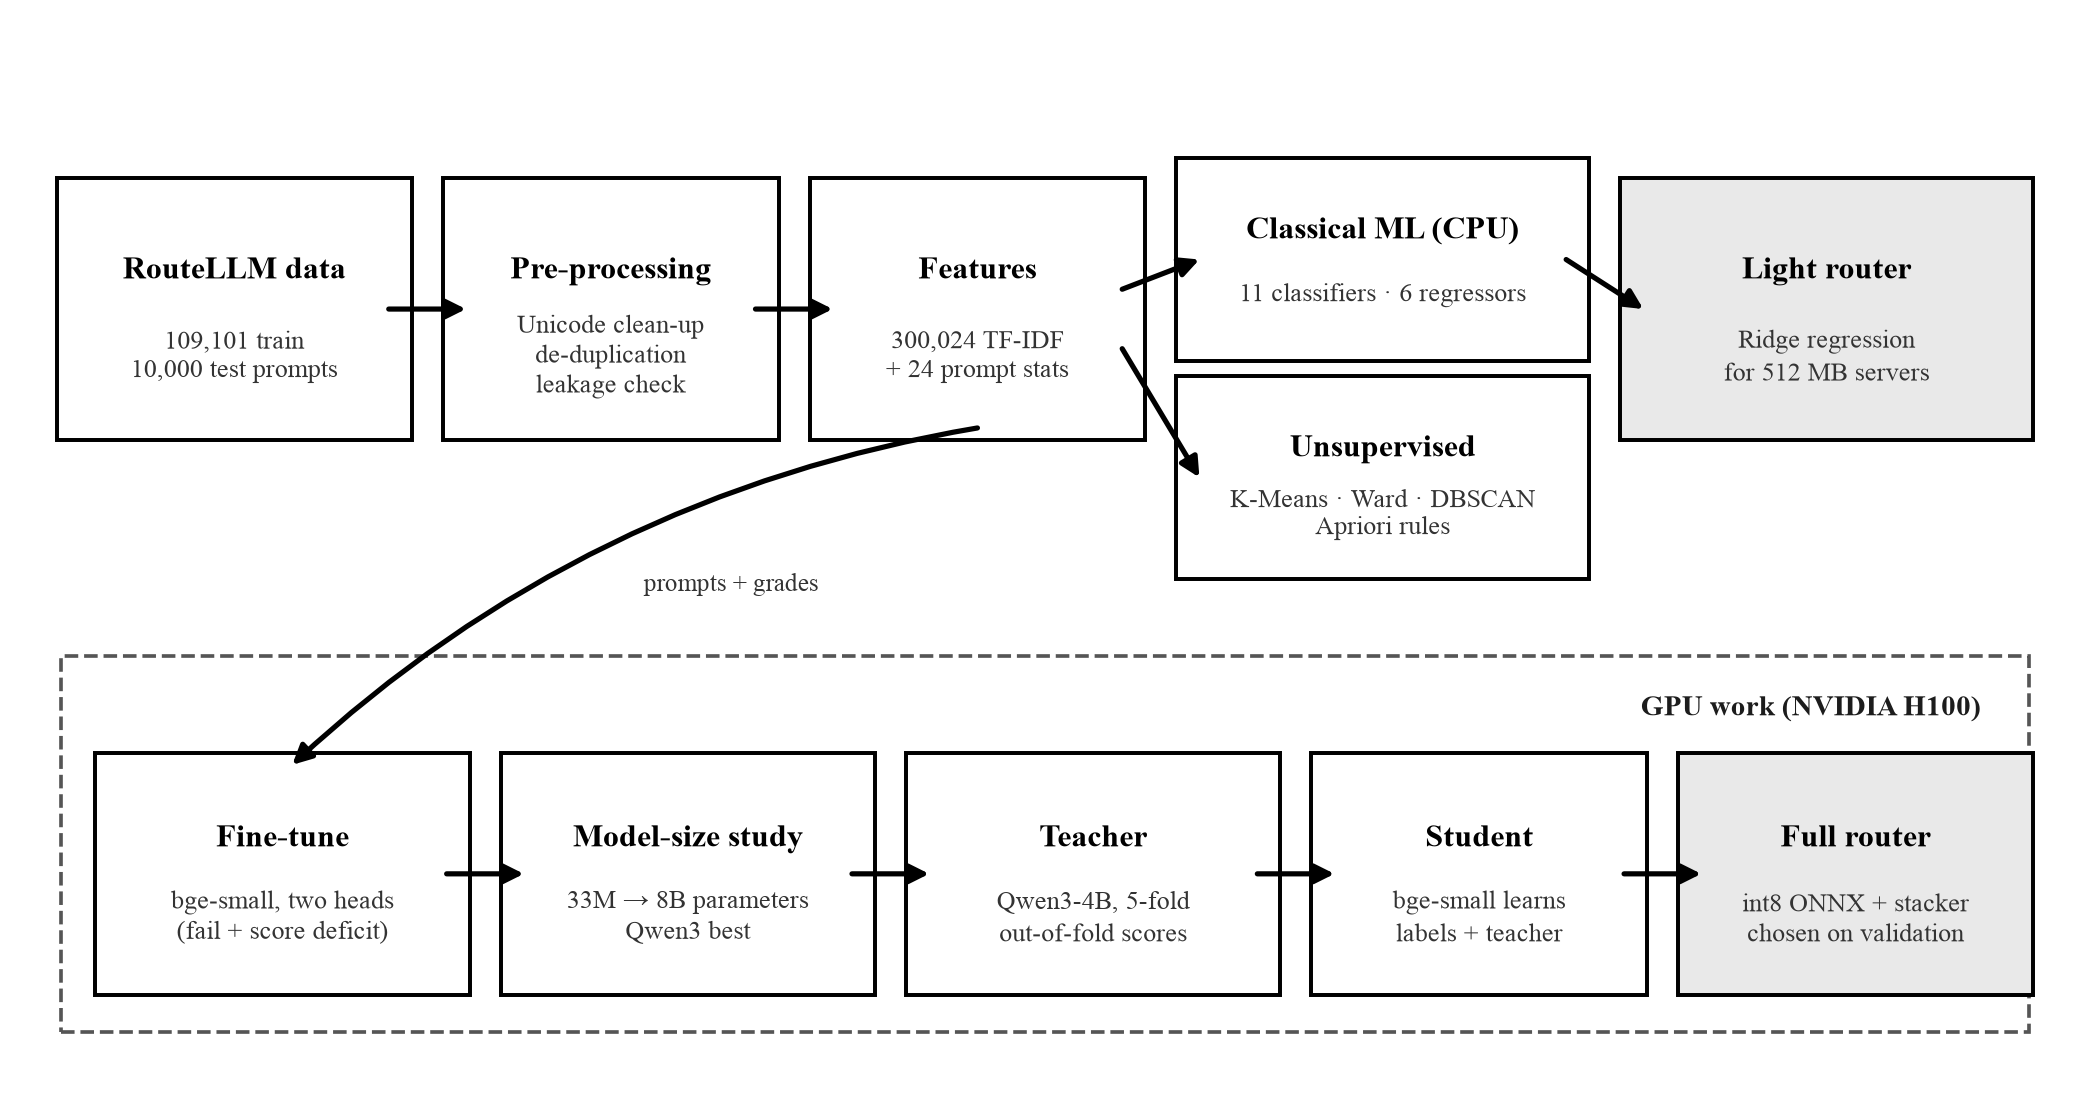 RouteLLM data
109,101 train
10,000 test prompts
Pre-processing
Unicode clean-up
de-duplication
leakage check
Features
300,024 TF-IDF
+ 24 prompt stats
Classical ML (CPU)
11 classifiers · 6 regressors
Unsupervised
K-Means · Ward · DBSCAN
Apriori rules
Light router
Ridge regression
for 512 MB servers
prompts + grades
GPU work (NVIDIA H100)
Fine-tune
bge-small, two heads
(fail + score deficit)
Model-size study
33M → 8B parameters
Qwen3 best
Teacher
Qwen3-4B, 5-fold
out-of-fold scores
Student
bge-small learns
labels + teacher
Full router
int8 ONNX + stacker
chosen on validation